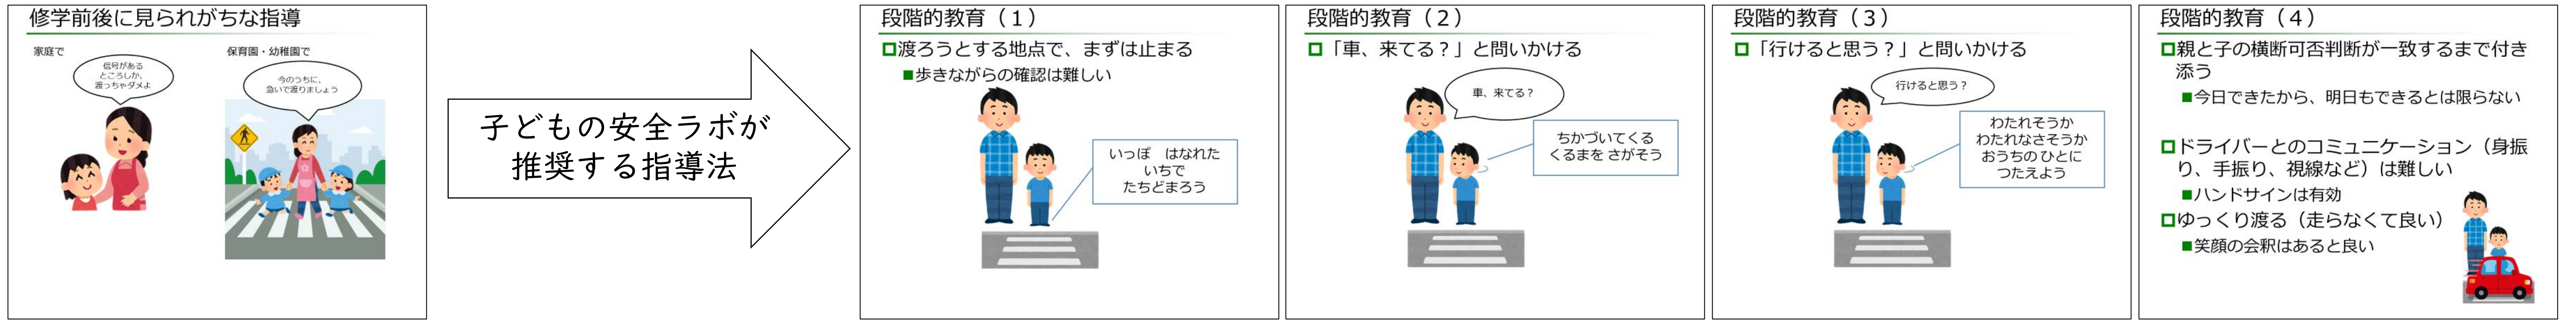 修学前後に見られがちな指導
家庭で
信号がある
ところしか、
渡っちゃダメよ
保育園・幼稚園で
今のうちに、
急いで渡りましょう
子どもの安全ラボが
推奨する指導法
段階的教育（１）
渡ろうとする地点で、まずは止まる
歩きながらの確認は難しい
いっぽ　はなれた
いちで
たちどまろう
段階的教育（２）
「車、来てる？」と問いかける
車、来てる？
ちかづいてくる
くるまを さがそう
段階的教育（３）
「行けると思う？」と問いかける
行けると思う？
わたれそうか
わたれなさそうか
おうちの ひとに
つたえよう
段階的教育（４）
親と子の横断可否判断が一致するまで付き
添う
今日できたから、明日もできるとは限らない
ドライバーとのコミュニケーション（身振
り、手振り、視線など）は難しい
ハンドサインは有効
ゆっくり渡る（走らなくて良い）
笑顔の会釈はあると良い